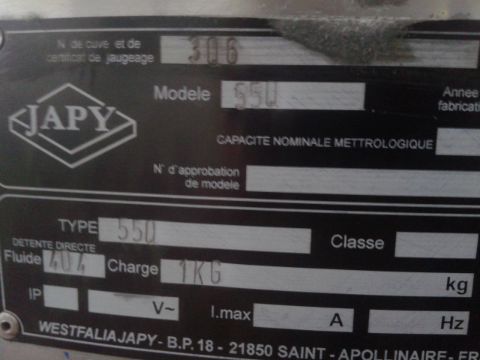 N° de cuve et de
certificat de jaugeage 306
Modele 550 Année
fabricati
JAPY
CAPACITE NOMINALE METTROLOGIQUE
N° d'approbation
de modele
TYPE 550 Classe
DETENTE DIRECTE
Fluide 404 Charge 1KG kg
IP V~ I.max A Hz
WESTFALIAJAPY - B.P. 18 - 21850 SAINT - APOLLINAIRE - FR